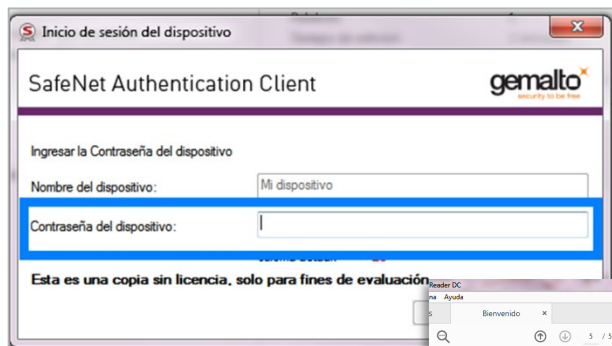 Inicio de sesión del dispositivo
SafeNet Authentication Client
gemalto
security to be free
Ingresar la Contraseña del dispositivo
Nombre del dispositivo:
Mi dispositivo
Contraseña del dispositivo:
Esta es una copia sin licencia, solo para fines de evaluación
Reader DC
na Ayuda
s
Bienvenido ×
5 / 5